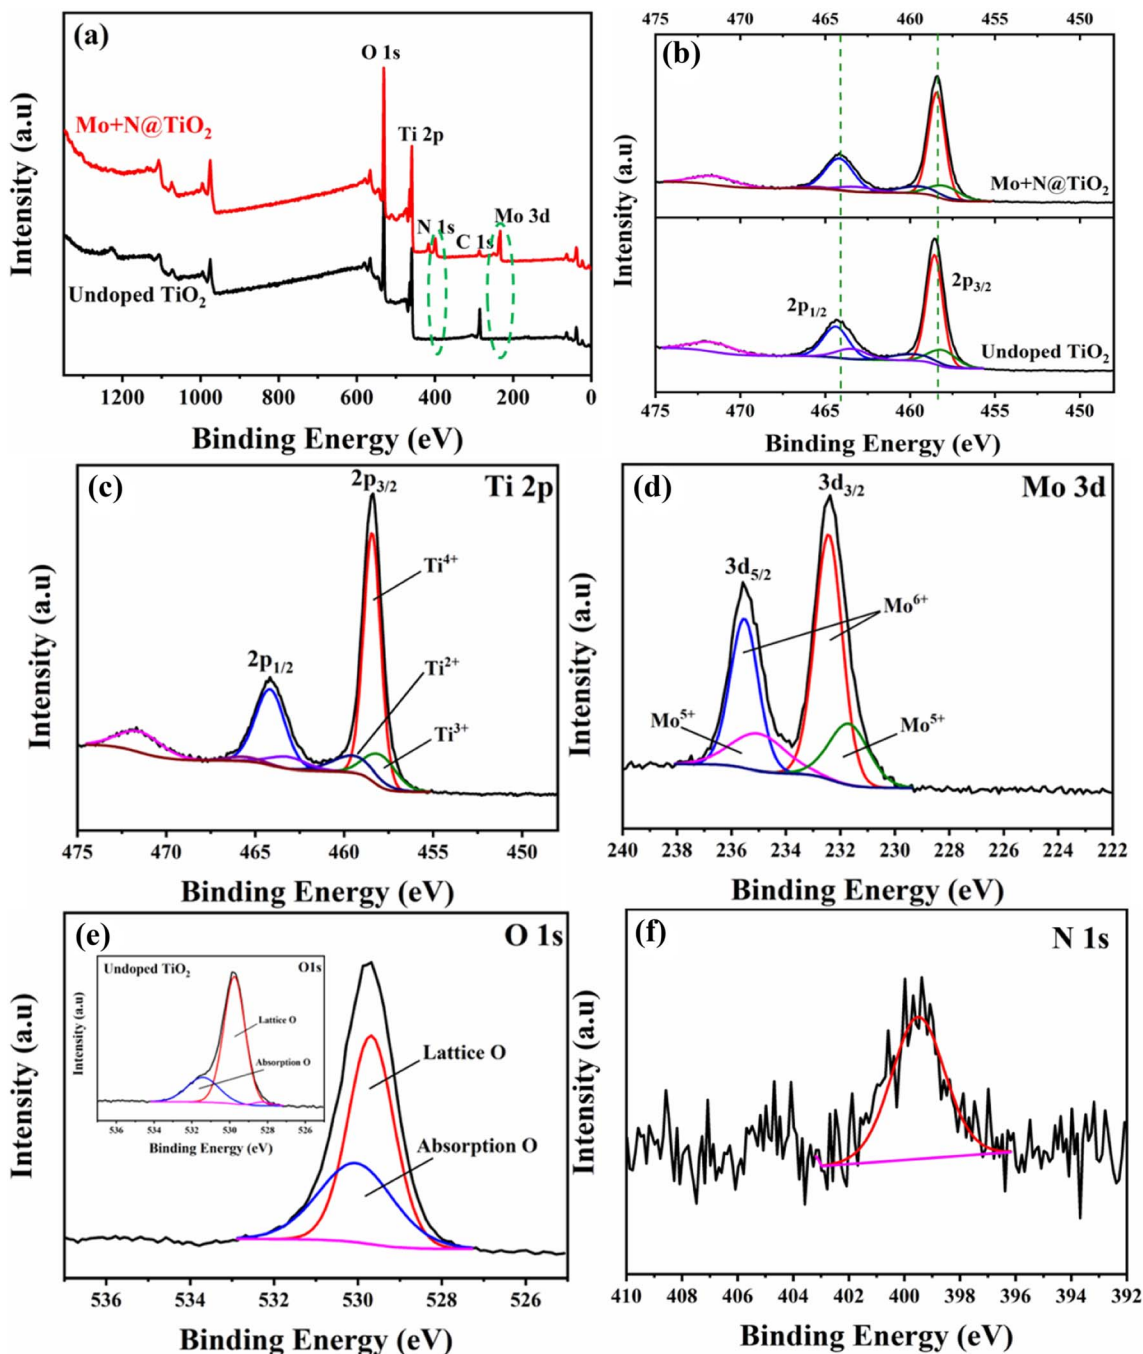 (a)
O 1s
Mo+N@TiO₂
Ti 2p
N 1s
C 1s
Mo 3d
Undoped TiO₂
Intensity (a.u)
1200 1000 800 600 400 200 0
Binding Energy (eV)
475 470 465 460 455 450
(b)
Mo+N@TiO₂
2p₃/₂
2p₁/₂
Undoped TiO₂
Intensity (a.u)
475 470 465 460 455 450
Binding Energy (eV)
(c)
2p₃/₂
Ti 2p
Ti⁴⁺
2p₁/₂
Ti²⁺
Ti³⁺
Intensity (a.u)
475 470 465 460 455 450
Binding Energy (eV)
(d)
3d₃/₂
Mo 3d
3d₅/₂
Mo⁶⁺
Mo⁵⁺
Mo⁵⁺
Intensity (a.u)
240 238 236 234 232 230 228 226 224 222
Binding Energy (eV)
(e)
O 1s
Undoped TiO₂
O1s
Lattice O
Absorption O
Intensity (a.u)
536 534 532 530 528 526
Binding Energy (eV)
Lattice O
Absorption O
Intensity (a.u)
536 534 532 530 528 526
Binding Energy (eV)
(f)
N 1s
Intensity (a.u)
410 408 406 404 402 400 398 396 394 392
Binding Energy (eV)